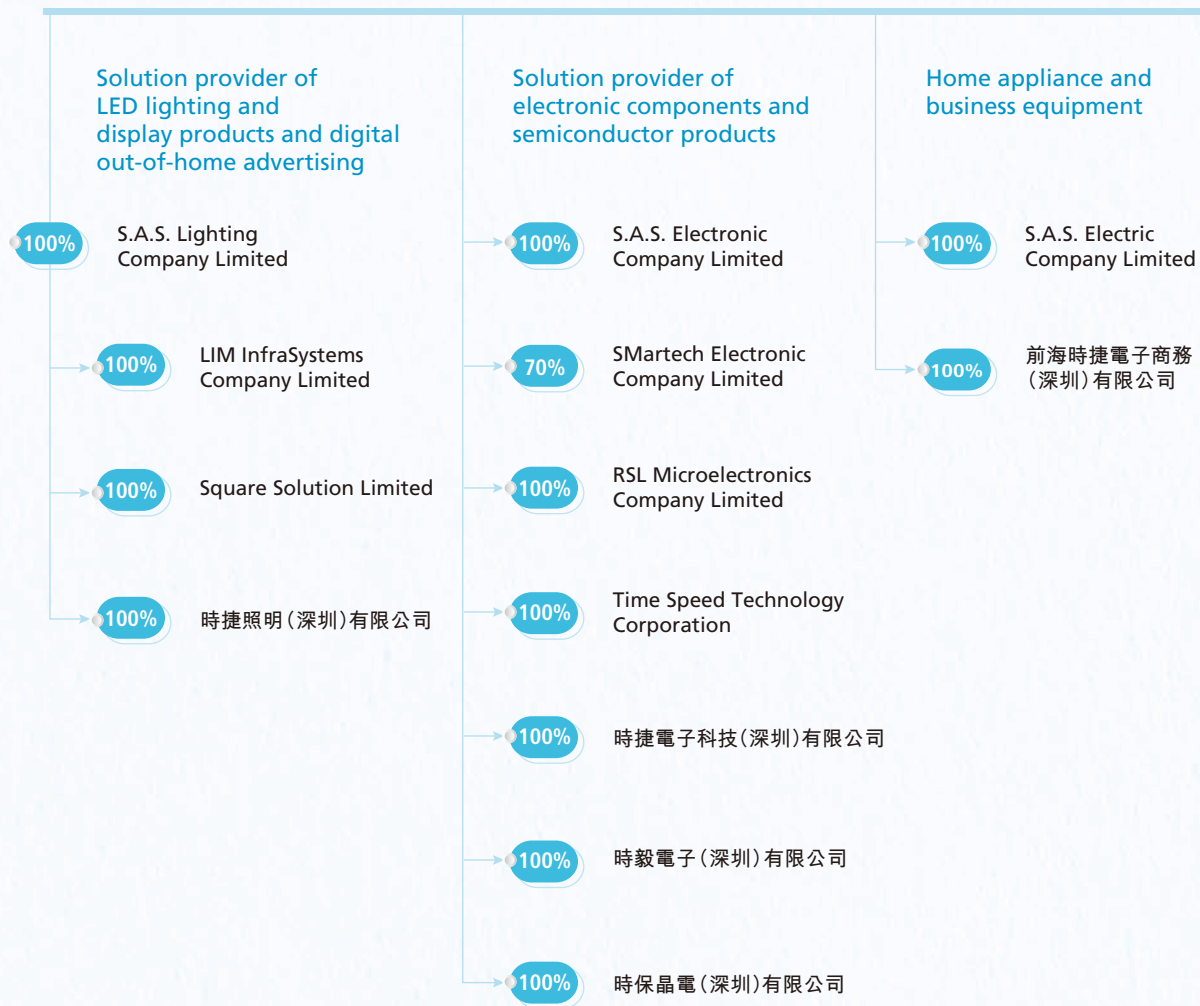 Solution provider of
LED lighting and
display products and digital
out-of-home advertising
100%
S.A.S. Lighting
Company Limited
100%
LIM InfraSystems
Company Limited
100%
Square Solution Limited
100%
時捷照明(深圳)有限公司
Solution provider of
electronic components and
semiconductor products
100%
S.A.S. Electronic
Company Limited
70%
SMartech Electronic
Company Limited
100%
RSL Microelectronics
Company Limited
100%
Time Speed Technology
Corporation
100%
時捷電子科技(深圳)有限公司
100%
時毅電子(深圳)有限公司
100%
時保晶電(深圳)有限公司
Home appliance and
business equipment
100%
S.A.S. Electric
Company Limited
100%
前海時捷電子商務
(深圳)有限公司